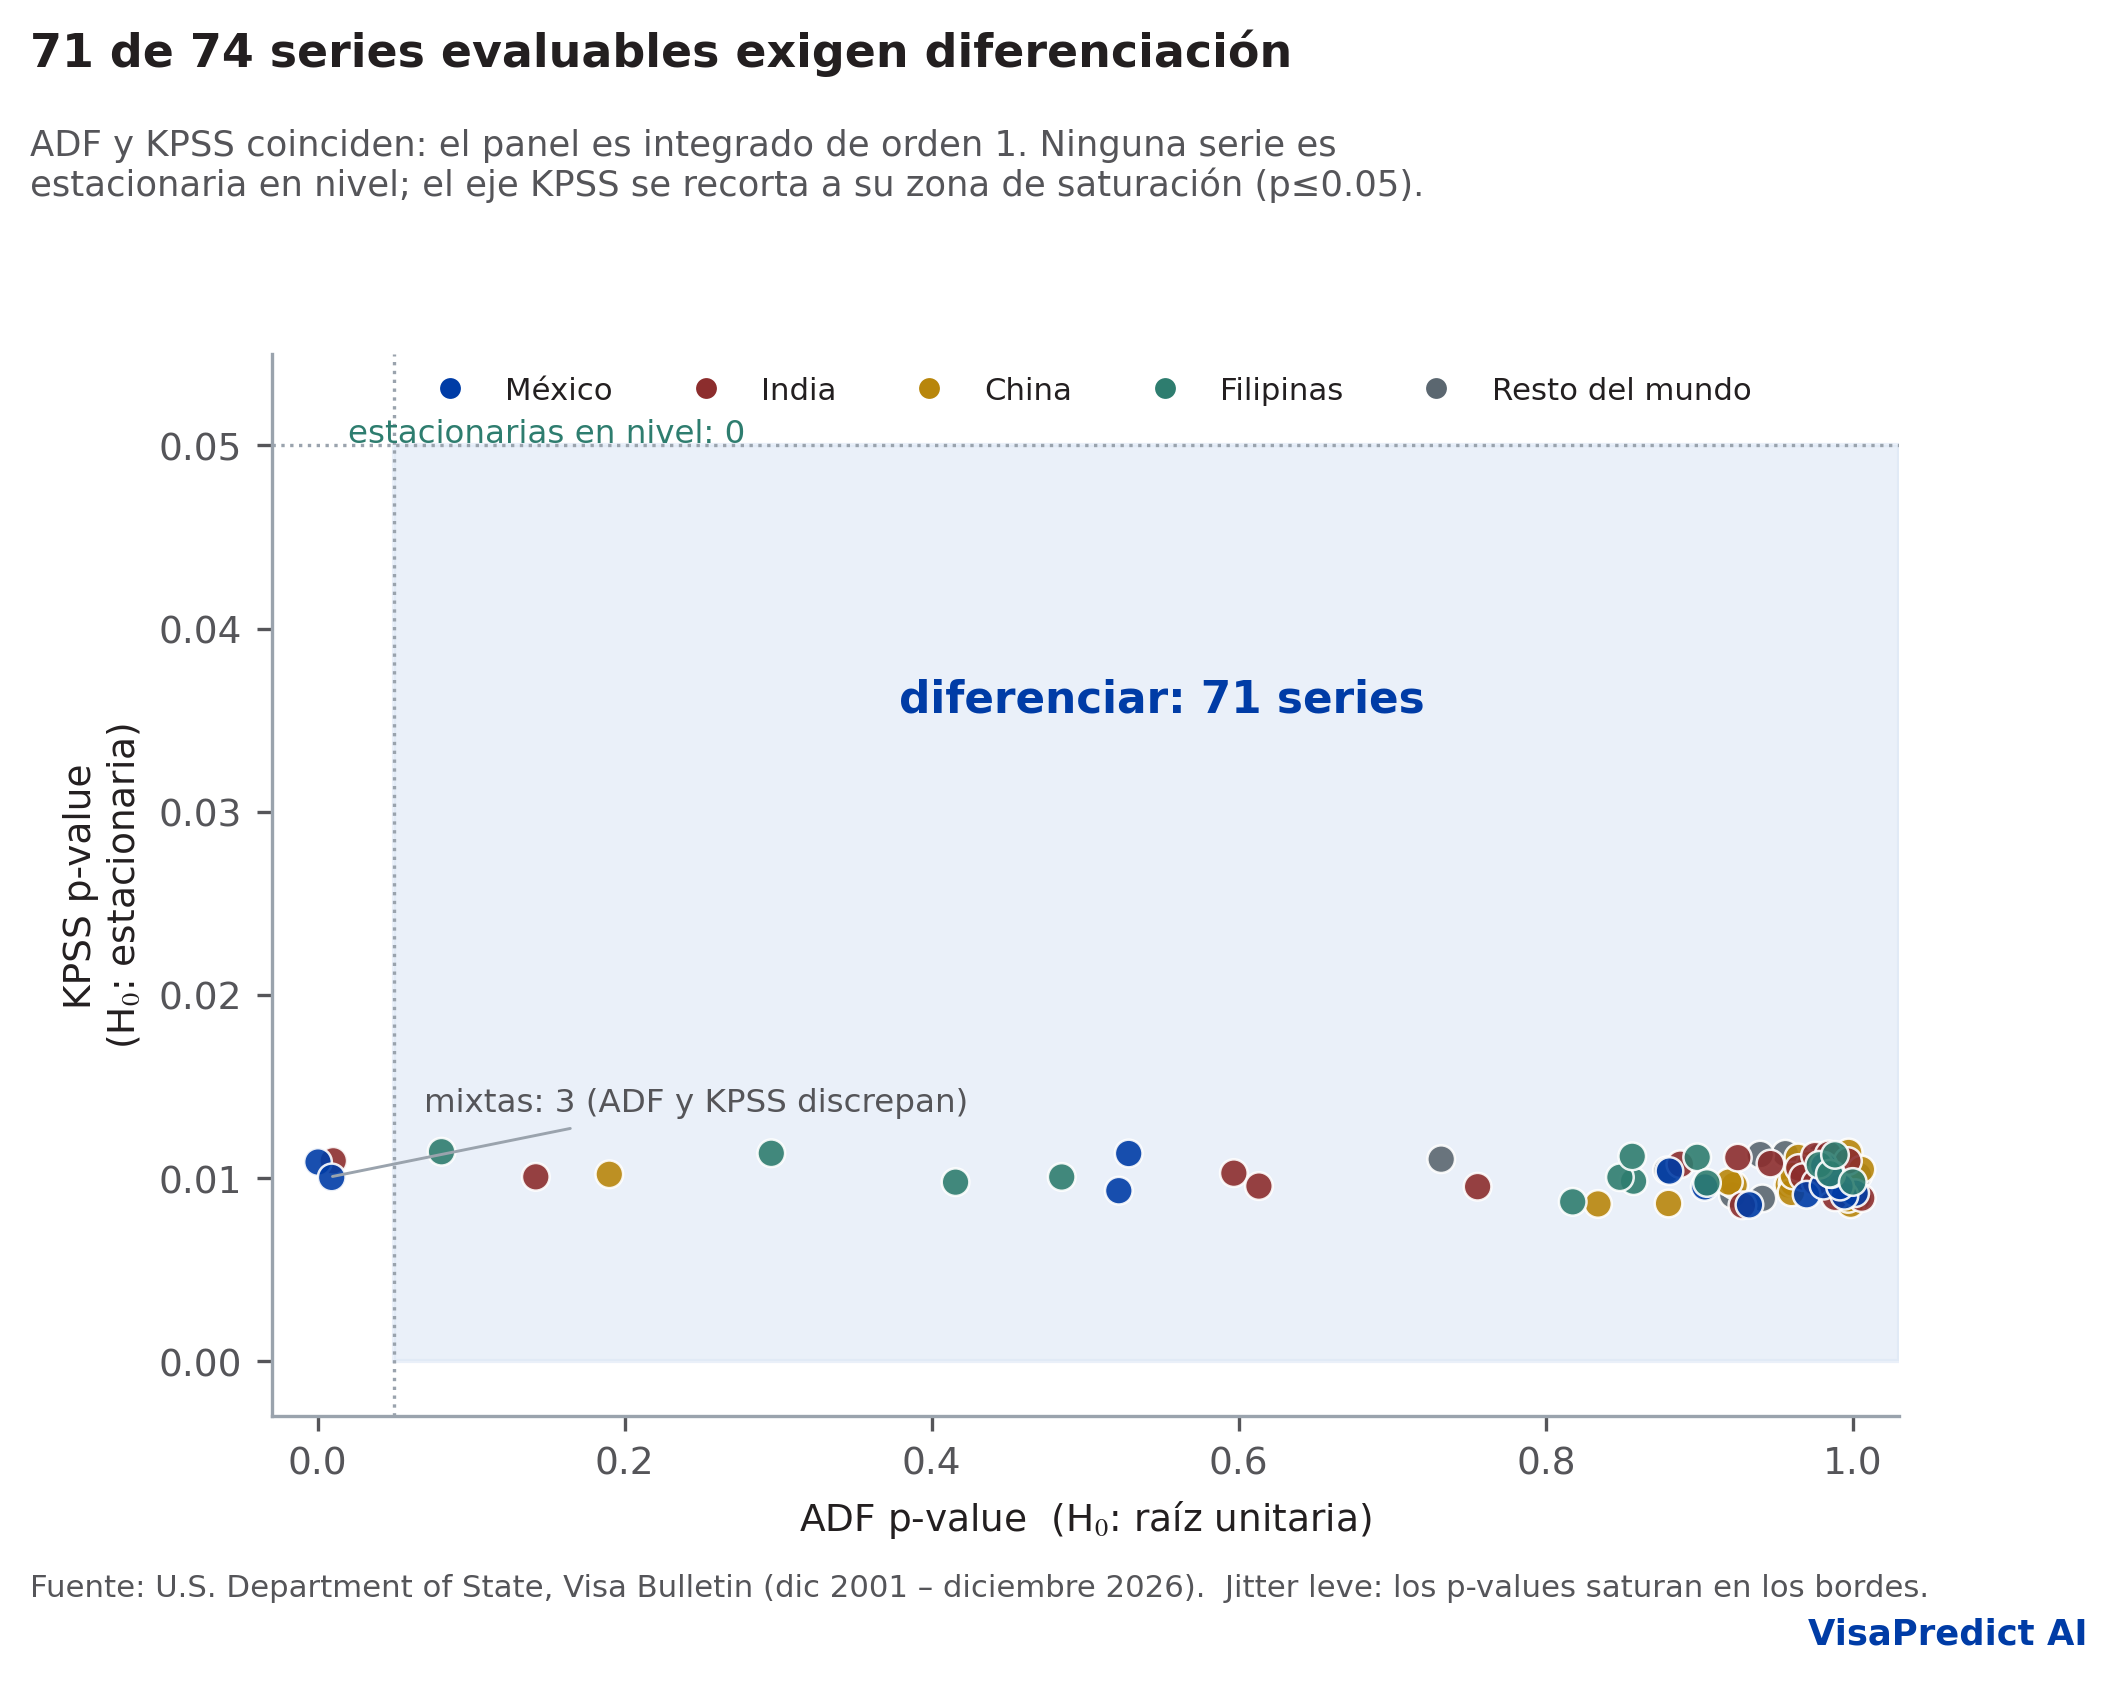 71 de 74 series evaluables exigen diferenciación
ADF y KPSS coinciden: el panel es integrado de orden 1. Ninguna serie es
estacionaria en nivel; el eje KPSS se recorta a su zona de saturación (p≤0.05).
México
India
China
Filipinas
Resto del mundo
estacionarias en nivel: 0
0.05
0.04
diferenciar: 71 series
0.03
0.02
mixtas: 3 (ADF y KPSS discrepan)
0.01
0.00
KPSS p-value
(H₀: estacionaria)
0.0
0.2
0.4
0.6
0.8
1.0
ADF p-value (H₀: raíz unitaria)
Fuente: U.S. Department of State, Visa Bulletin (dic 2001 – diciembre 2026). Jitter leve: los p-values saturan en los bordes.
VisaPredict AI